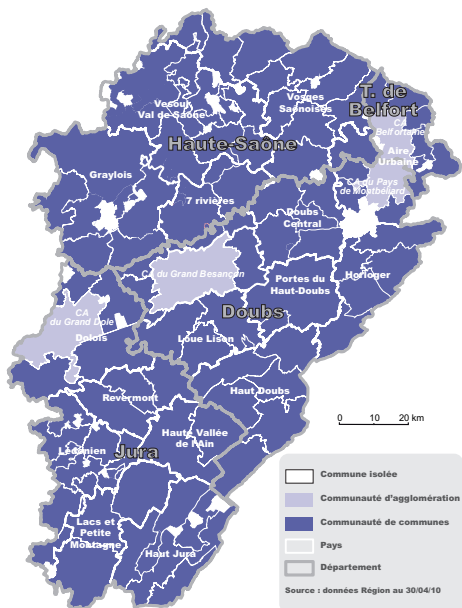 Vesoul
Val de Saône
Vosges
Saônoises
T. de
Belfort
CA
Belfortaine
Haute-Saône
Aire
Urbaine
Graylois
CA du Pays
de Montbéliard
7 rivières
Doubs
Central
CA du Grand Besançon
Portes du
Haut-Doubs
Horloger
CA
du Grand Dole
Doubs
Dolois
Loue Lison
Revermont
Haut Doubs
0 10 20 km
Haute Vallée
de l'Ain
Lédonien
Jura
Commune isolée
Communauté d'agglomération
Lacs et
Petite
Montagne
Communauté de communes
Haut Jura
Pays
Département
Source : données Région au 30/04/10